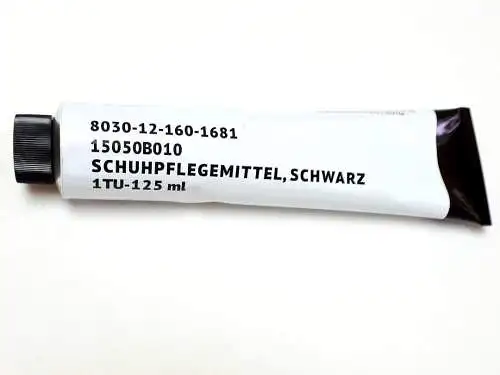 8030-12-160-1681
15050B010
SCHUHPFLEGEMITTEL, SCHWARZ
1TU-125 ml